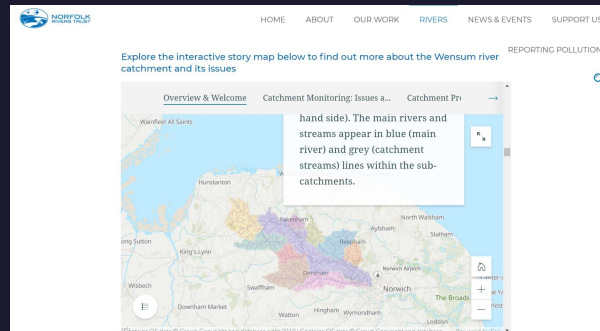 NORFOLK
RIVERS TRUST
HOME ABOUT OUR WORK RIVERS NEWS & EVENTS SUPPORT US
REPORTING POLLUTION
Explore the interactive story map below to find out more about the Wensum river
catchment and its issues
Overview & Welcome Catchment Monitoring: Issues a... Catchment Pr
hand side). The main rivers and
streams appear in blue (main
river) and grey (catchment
streams) lines within the sub-
catchments.
Wainfleet All Saints
Hunstanton
North Walsham
Fakenham
Aylsham
Stalham
ong Sutton
King's Lynn
Reepham
Norwich Airport
Wisbech
Swaffham
Dereham
Norwich
The Broads
Downham Market
Watton
Hingham
Wymondham
Loddon